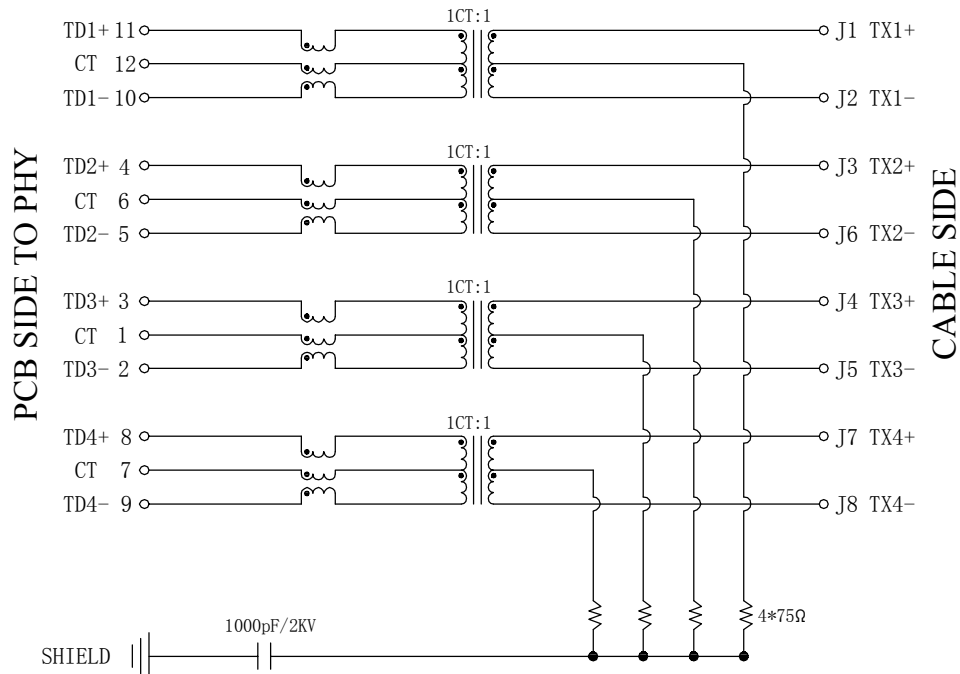 1CT:1
TD1+ 11
J1 TX1+
CT 12
TD1- 10
J2 TX1-
1CT:1
TD2+ 4
J3 TX2+
CT 6
TD2- 5
J6 TX2-
PCB SIDE TO PHY
CABLE SIDE
1CT:1
TD3+ 3
J4 TX3+
CT 1
TD3- 2
J5 TX3-
1CT:1
TD4+ 8
J7 TX4+
CT 7
TD4- 9
J8 TX4-
4*75Ω
1000pF/2KV
SHIELD